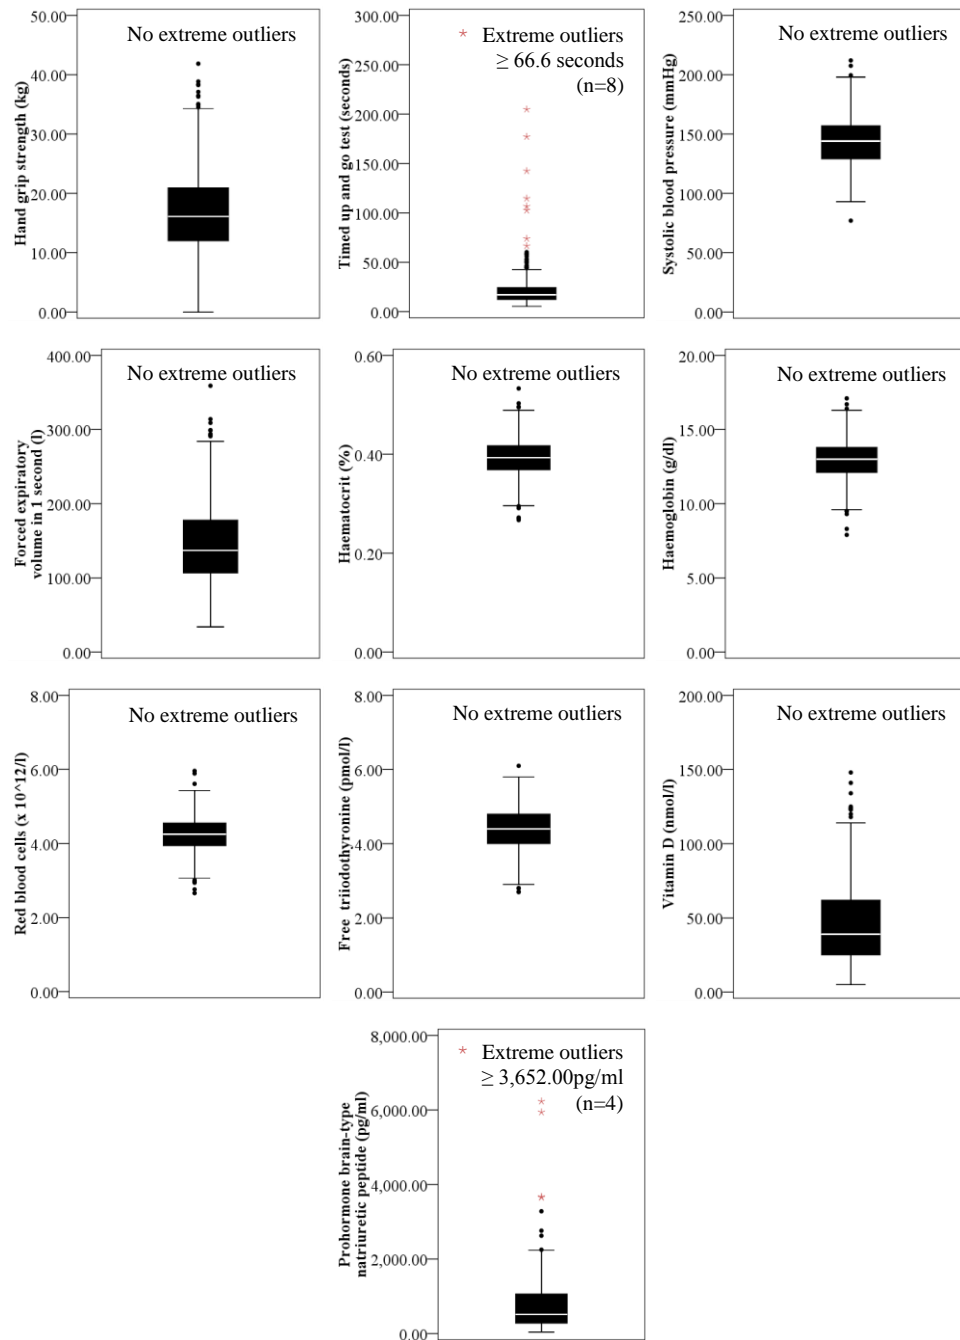 Hand grip strength (kg)
50.00
40.00
30.00
20.00
10.00
0.00
No extreme outliers
Timed up and go test (seconds)
300.00
250.00
200.00
150.00
100.00
50.00
0.00
* Extreme outliers
≥ 66.6 seconds
(n=8)
Systolic blood pressure (mmHg)
250.00
200.00
150.00
100.00
50.00
0.00
No extreme outliers
Forced expiratory
volume in 1 second (l)
400.00
300.00
200.00
100.00
0.00
No extreme outliers
Haematocrit (%)
0.60
0.40
0.20
0.00
No extreme outliers
Haemoglobin (g/dl)
20.00
15.00
10.00
5.00
0.00
No extreme outliers
Red blood cells (x 10^12/l)
8.00
6.00
4.00
2.00
0.00
No extreme outliers
Free triiodothyronine (pmol/l)
8.00
6.00
4.00
2.00
0.00
No extreme outliers
Vitamin D (nmol/l)
200.00
150.00
100.00
50.00
0.00
No extreme outliers
Prohormone brain-type
natriuretic peptide (pg/ml)
8,000.00
6,000.00
4,000.00
2,000.00
0.00
* Extreme outliers
≥ 3,652.00pg/ml
(n=4)